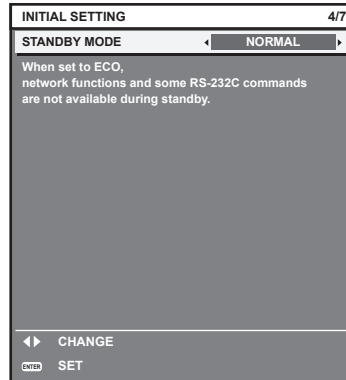 INITIAL SETTING 4/7
STANDBY MODE NORMAL
When set to ECO,
network functions and some RS-232C commands
are not available during standby.
CHANGE
ENTER SET